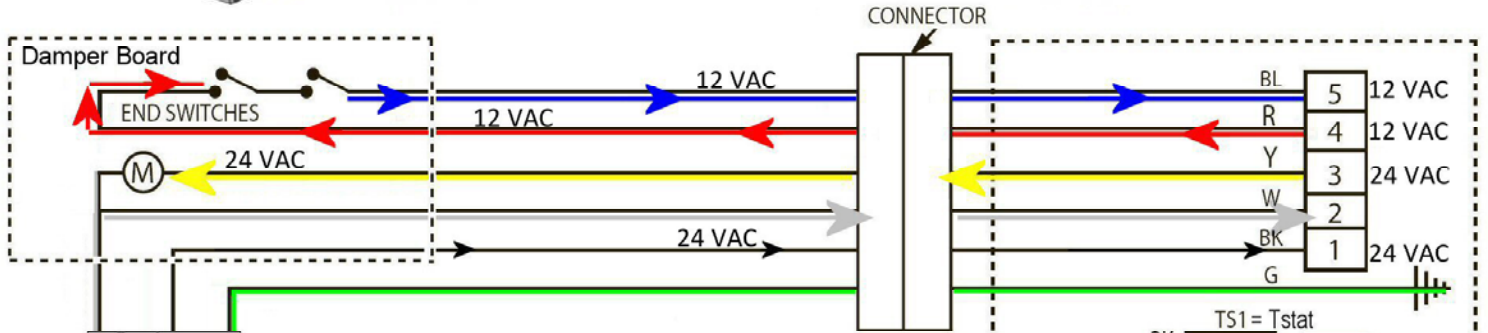 CONNECTOR
Damper Board
END SWITCHES
12 VAC
BL
5
12 VAC
12 VAC
R
4
12 VAC
M
24 VAC
Y
3
24 VAC
W
2
24 VAC
BK
1
24 VAC
G
TS1 = Tstat